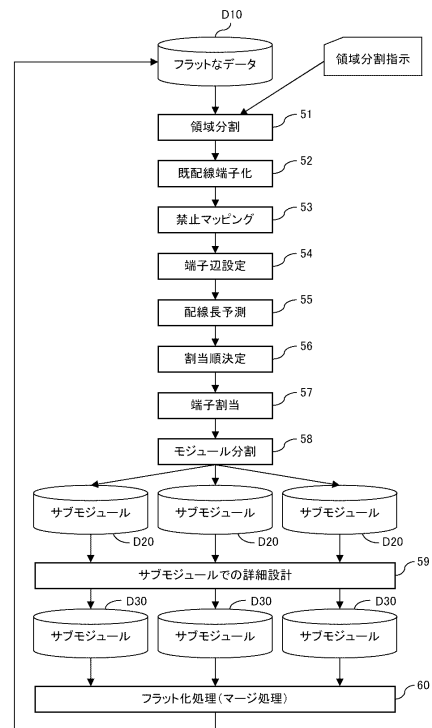 D10
フラットなデータ
領域分割指示
領域分割
51
既配線端子化
52
禁止マッピング
53
端子辺設定
54
配線長予測
55
割当順決定
56
端子割当
57
モジュール分割
58
サブモジュール
サブモジュール
サブモジュール
D20
D20
D20
サブモジュールでの詳細設計
59
D30
D30
D30
サブモジュール
サブモジュール
サブモジュール
フラット化処理(マージ処理)
60